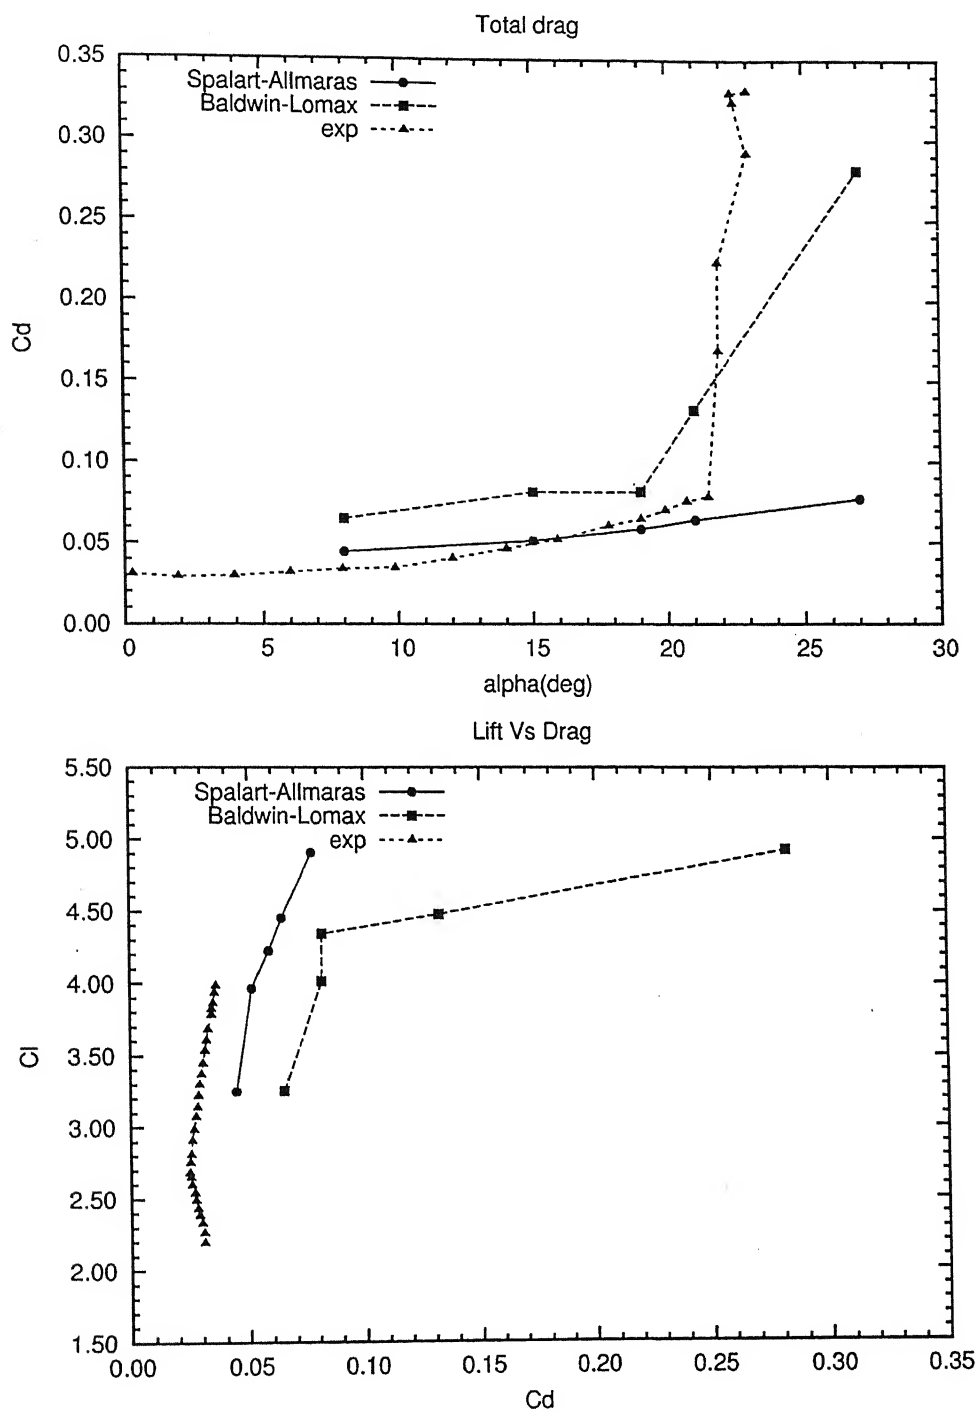 Total drag
0.35
0.30
0.25
0.20
0.15
0.10
0.05
0.00
Cd
Spalart-Allmaras
Baldwin-Lomax
exp
0 5 10 15 20 25 30
alpha(deg)
Lift Vs Drag
5.50
5.00
4.50
4.00
3.50
3.00
2.50
2.00
1.50
Cl
Spalart-Allmaras
Baldwin-Lomax
exp
0.00 0.05 0.10 0.15 0.20 0.25 0.30 0.35
Cd